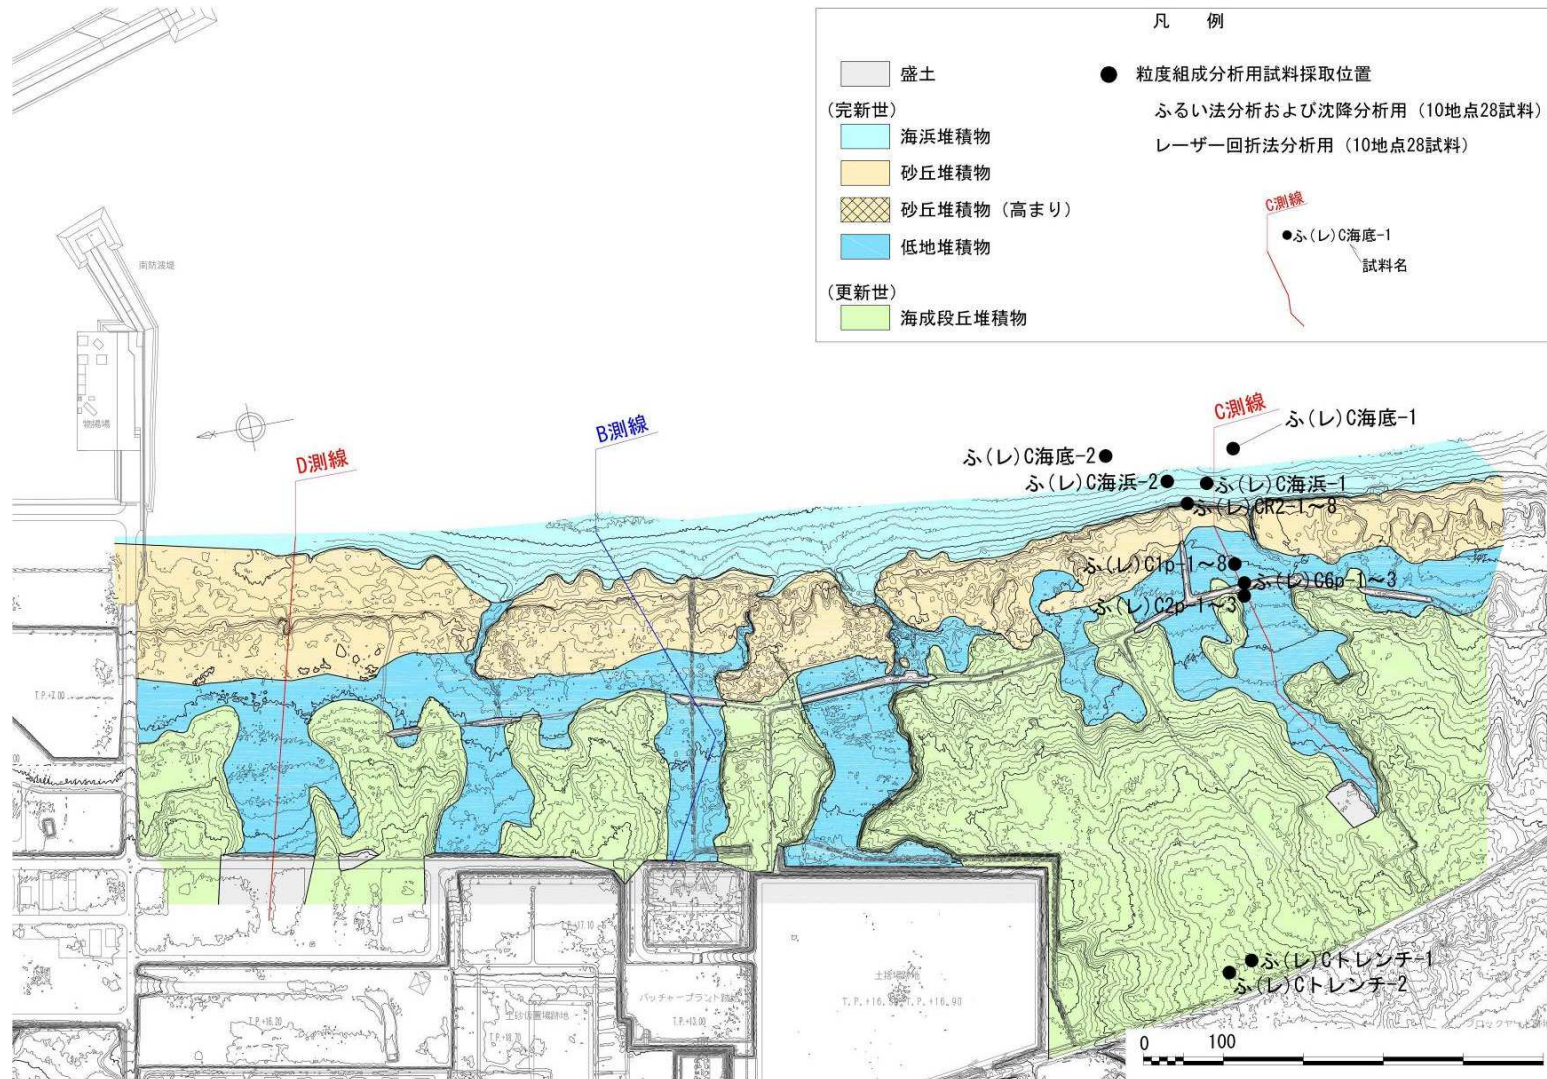 凡 例
盛土
(完新世)
海浜堆積物
砂丘堆積物
砂丘堆積物（高まり）
低地堆積物
(更新世)
海成段丘堆積物
● 粒度組成分析用試料採取位置
ふるい法分析および沈降分析用（10地点28試料）
レーザー回折法分析用（10地点28試料）
C測線
●ふ(レ)C海底-1
試料名
南防波堤
物揚場
D測線
B測線
C測線
ふ(レ)C海底-1
ふ(レ)C海底-2●
ふ(レ)C海浜-2
ふ(レ)C海浜-1
ふ(レ)CR2-1～8
ふ(レ)C1p-1～8
ふ(レ)C6p-1～3
ふ(レ)C2p-1～3
ふ(レ)Cトレンチ-1
ふ(レ)Cトレンチ-2
T.P.+16.20
T.P.+13.00
0 100